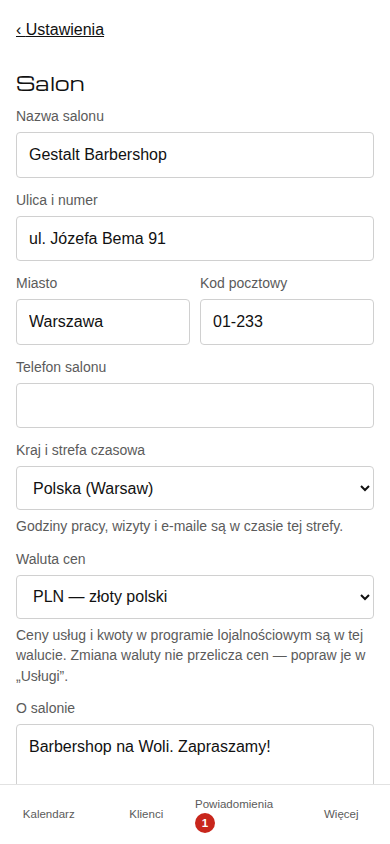 ‹ Ustawienia
Salon
Nazwa salonu
Gestalt Barbershop
Ulica i numer
ul. Józefa Bema 91
Miasto Kod pocztowy
Warszawa 01-233
Telefon salonu
Kraj i strefa czasowa
Polska (Warsaw)
Godziny pracy, wizyty i e-maile są w czasie tej strefy.
Waluta cen
PLN — złoty polski
Ceny usług i kwoty w programie lojalnościowym są w tej
walucie. Zmiana waluty nie przelicza cen — popraw je w
„Usługi”.
O salonie
Barbershop na Woli. Zapraszamy!
Kalendarz Klienci Powiadomienia 1 Więcej